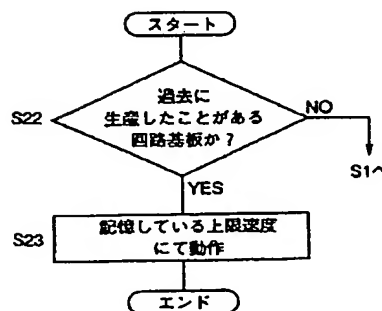 スタート
過去に
生産したことがある
回路基板か?
S22
NO
S1へ
YES
S23
記憶している上限速度
にて動作
エンド